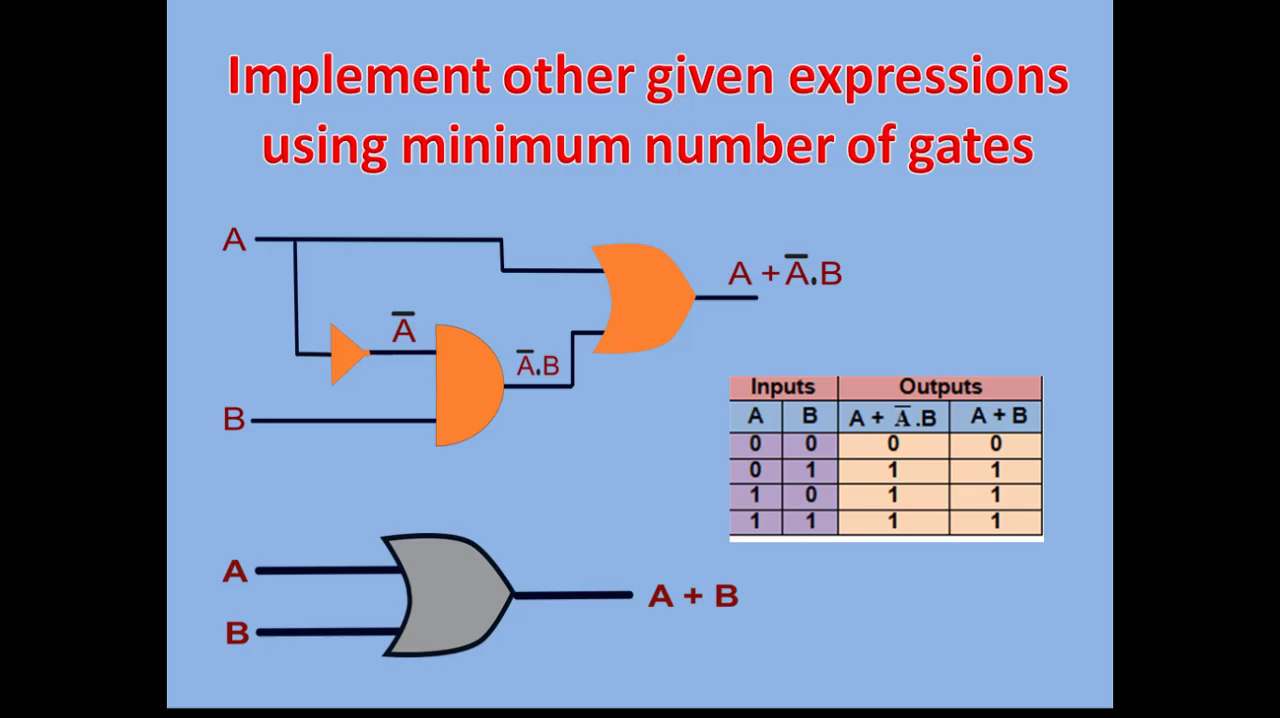 Implement other given expressions
using minimum number of gates
A
A + A̅.B
A̅
A̅.B
B
Inputs Outputs
A B A + A̅.B A + B
0 0 0 0
0 1 1 1
1 0 1 1
1 1 1 1
A
A + B
B